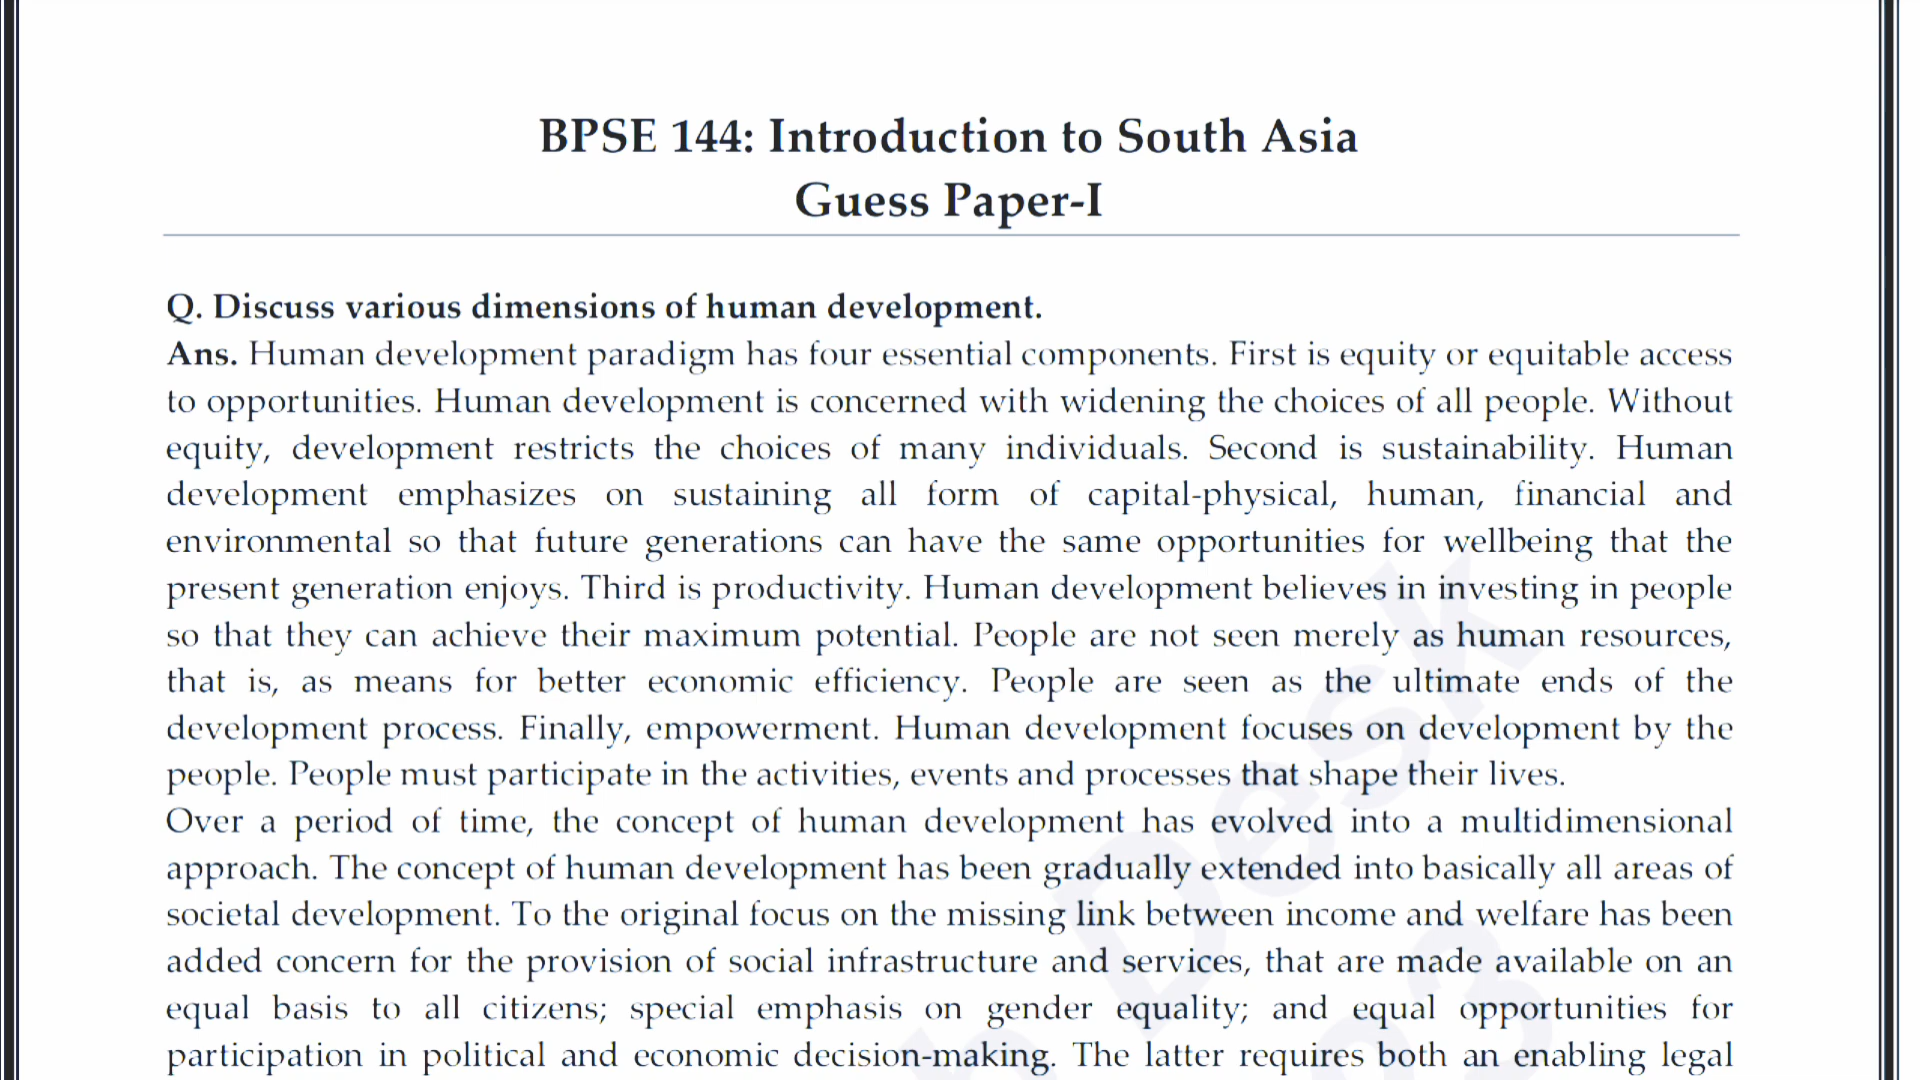 BPSE 144: Introduction to South Asia
Guess Paper-I
Q. Discuss various dimensions of human development.
Ans. Human development paradigm has four essential components. First is equity or equitable access
to opportunities. Human development is concerned with widening the choices of all people. Without
equity, development restricts the choices of many individuals. Second is sustainability. Human
development emphasizes on sustaining all form of capital-physical, human, financial and
environmental so that future generations can have the same opportunities for wellbeing that the
present generation enjoys. Third is productivity. Human development believes in investing in people
so that they can achieve their maximum potential. People are not seen merely as human resources,
that is, as means for better economic efficiency. People are seen as the ultimate ends of the
development process. Finally, empowerment. Human development focuses on development by the
people. People must participate in the activities, events and processes that shape their lives.
Over a period of time, the concept of human development has evolved into a multidimensional
approach. The concept of human development has been gradually extended into basically all areas of
societal development. To the original focus on the missing link between income and welfare has been
added concern for the provision of social infrastructure and services, that are made available on an
equal basis to all citizens; special emphasis on gender equality; and equal opportunities for
participation in political and economic decision-making. The latter requires both an enabling legal
Desk